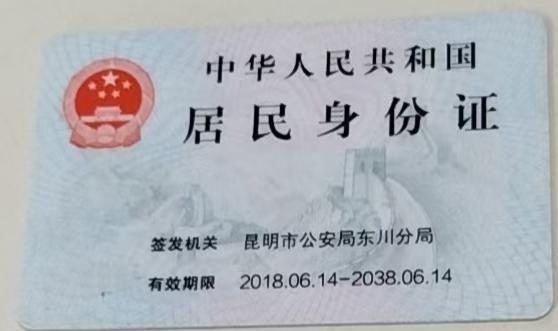 中华人民共和国
居民身份证
签发机关 昆明市公安局东川分局
有效期限 2018.06.14-2038.06.14